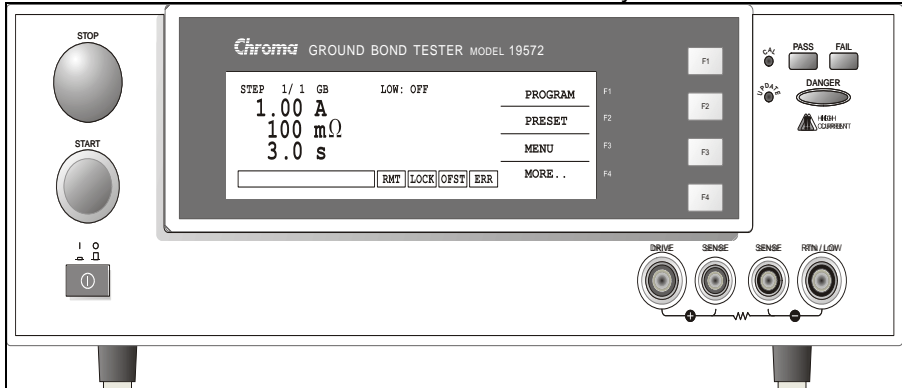 STOP
START
I O
Chroma GROUND BOND TESTER MODEL 19572
STEP 1/ 1 GB LOW: OFF
1.00 A
100 mΩ
3.0 s
RMT LOCK OFST ERR
PROGRAM
PRESET
MENU
MORE..
F1
F2
F3
F4
F1
F2
F3
F4
CAL
UPDATE
PASS FAIL
DANGER
HIGH
CURRENT
DRIVE SENSE SENSE RTN / LOW